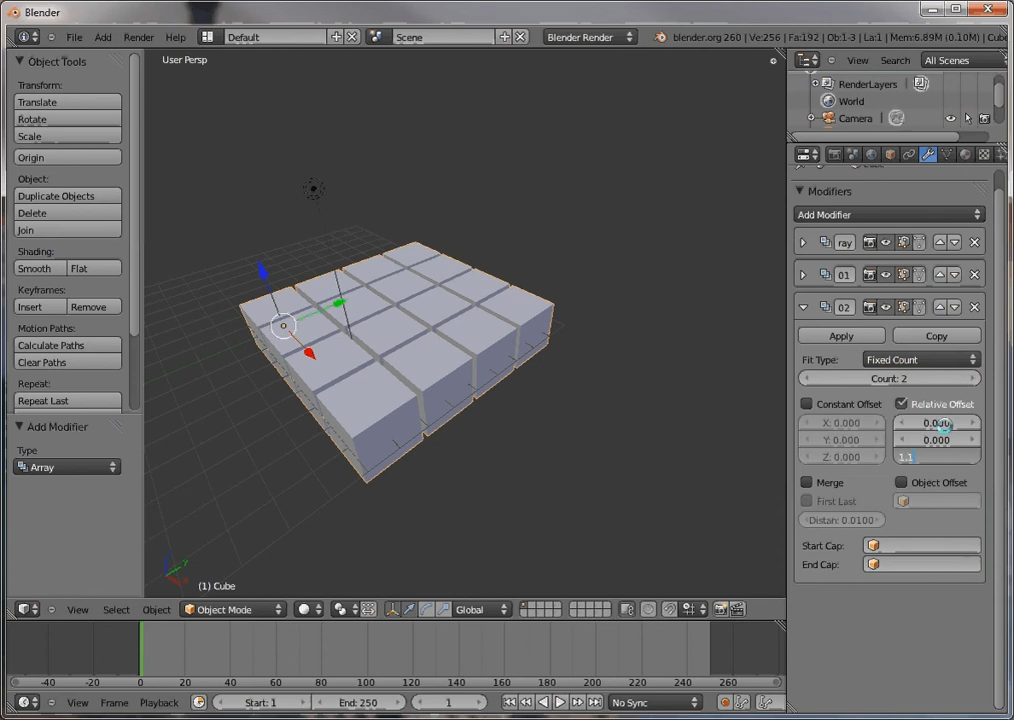 Blender
File Add Render Help Default Scene Blender Render blender.org 260 | Ve:256 | Fa:192 | Ob:1-3 | La:1 | Mem:6.89M (0.10M) | Cube
Object Tools
Transform:
Translate
Rotate
Scale
Origin
Object:
Duplicate Objects
Delete
Join
Shading:
Smooth Flat
Keyframes:
Insert Remove
Motion Paths:
Calculate Paths
Clear Paths
Repeat:
Repeat Last
Add Modifier
Type
Array
User Persp
(1) Cube
View Search All Scenes
RenderLayers
World
Camera
Modifiers
Add Modifier
ray
01
02
Apply Copy
Fit Type: Fixed Count
Count: 2
Constant Offset Relative Offset
X: 0.000 0.000
Y: 0.000 0.000
Z: 0.000 1.1
Merge Object Offset
First Last
Distan: 0.0100
Start Cap:
End Cap:
View Select Object Object Mode Global
-40 -20 0 20 40 60 80 100 120 140 160 180 200 220 240 260
View Frame Playback Start: 1 End: 250 1 No Sync